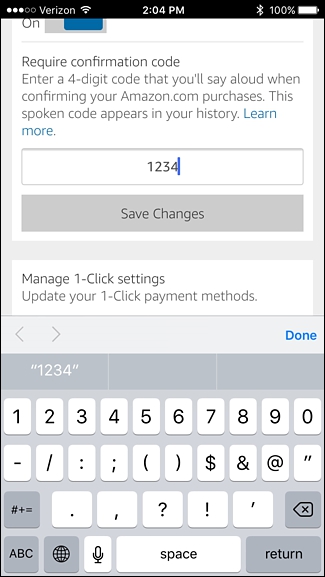 Verizon 2:04 PM 100%
On
Require confirmation code
Enter a 4-digit code that you'll say aloud when
confirming your Amazon.com purchases. This
spoken code appears in your history. Learn
more.
1234
Save Changes
Manage 1-Click settings
Update your 1-Click payment methods.
Done
"1234"
1 2 3 4 5 6 7 8 9 0
- / : ; ( ) $ & @ "
#+= . , ? ! '
ABC space return